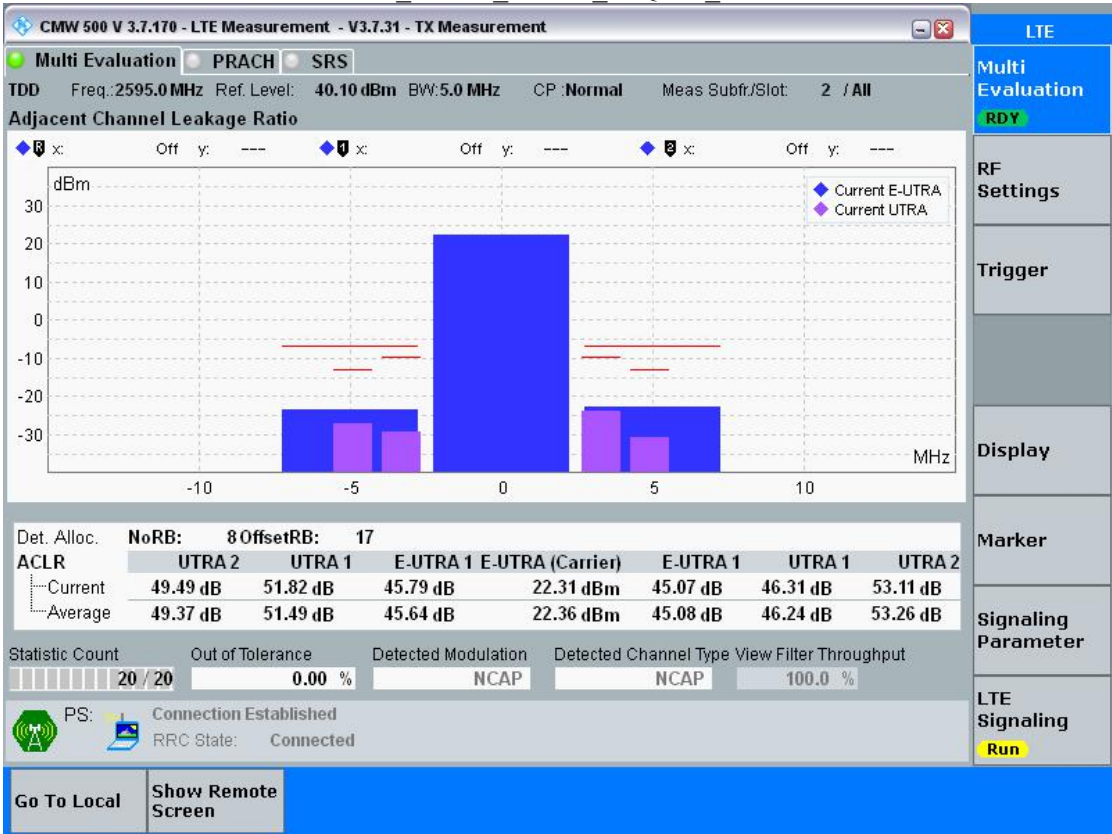 CMW 500 V 3.7.170 - LTE Measurement - V3.7.31 - TX Measurement
LTE
Multi Evaluation PRACH SRS
TDD Freq.:2595.0 MHz Ref. Level: 40.10 dBm BW:5.0 MHz CP :Normal Meas Subfr./Slot: 2 / All
Adjacent Channel Leakage Ratio
R x: Off y: --- 1 x: Off y: --- 2 x: Off y: ---
dBm
Current E-UTRA
Current UTRA
30
20
10
0
-10
-20
-30
MHz
-10 -5 0 5 10
Det. Alloc. NoRB: 8 OffsetRB: 17
ACLR UTRA 2 UTRA 1 E-UTRA 1 E-UTRA (Carrier) E-UTRA 1 UTRA 1 UTRA 2
Current 49.49 dB 51.82 dB 45.79 dB 22.31 dBm 45.07 dB 46.31 dB 53.11 dB
Average 49.37 dB 51.49 dB 45.64 dB 22.36 dBm 45.08 dB 46.24 dB 53.26 dB
Statistic Count Out of Tolerance Detected Modulation Detected Channel Type View Filter Throughput
20 / 20 0.00 % NCAP NCAP 100.0 %
PS: Connection Established
RRC State: Connected
Multi
Evaluation
RDY
RF
Settings
Trigger
Display
Marker
Signaling
Parameter
LTE
Signaling
Run
Go To Local
Show Remote
Screen